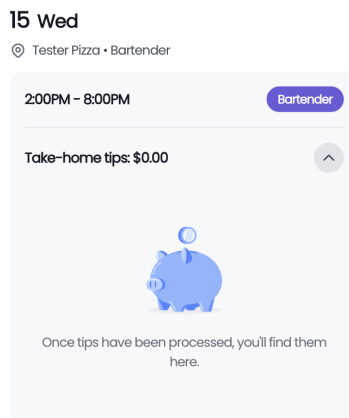 15 Wed
Tester Pizza • Bartender
2:00PM - 8:00PM
Bartender
Take-home tips: $0.00
Once tips have been processed, you'll find them
here.